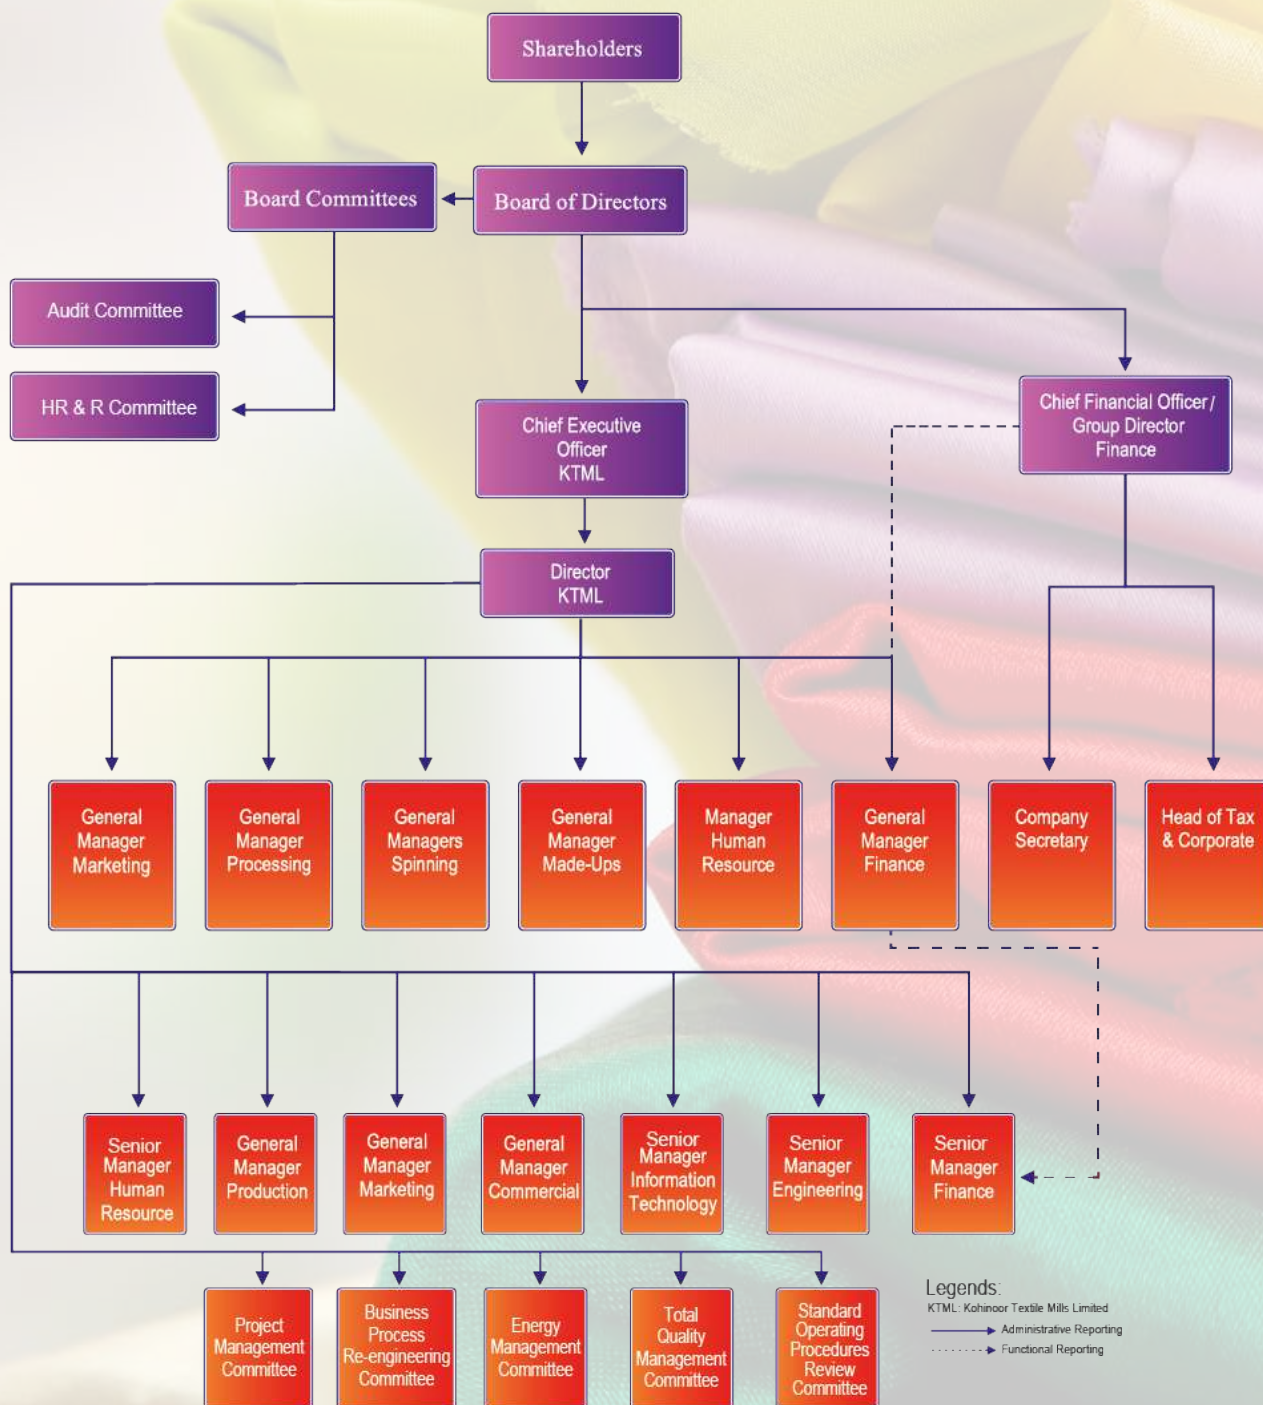 Shareholders
Board Committees
Board of Directors
Audit Committee
HR & R Committee
Chief Executive
Officer
KTML
Chief Financial Officer/
Group Director
Finance
Director
KTML
General
Manager
Marketing
General
Manager
Processing
General
Managers
Spinning
General
Manager
Made-Ups
Manager
Human
Resource
General
Manager
Finance
Company
Secretary
Head of Tax
& Corporate
Senior
Manager
Human
Resource
General
Manager
Production
General
Manager
Marketing
General
Manager
Commercial
Senior
Manager
Information
Technology
Senior
Manager
Engineering
Senior
Manager
Finance
Project
Management
Committee
Business
Process
Re-engineering
Committee
Energy
Management
Committee
Total
Quality
Management
Committee
Standard
Operating
Procedures
Review
Committee
Legends:
KTML: Kohinoor Textile Mills Limited
Administrative Reporting
Functional Reporting